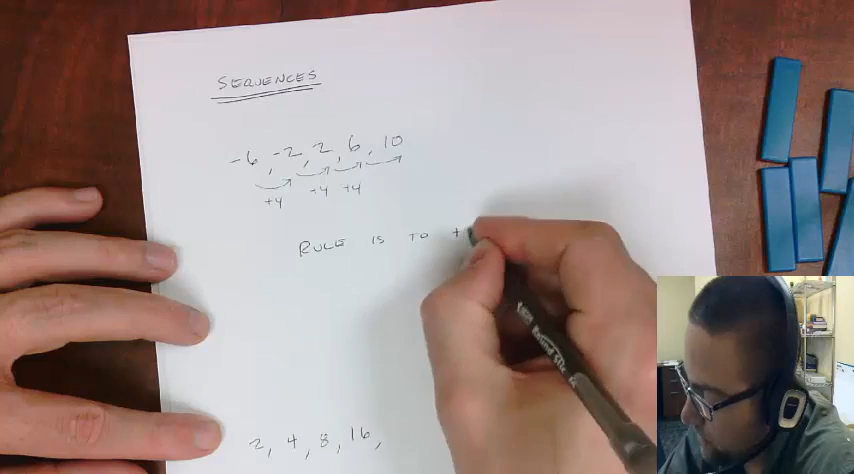 SEQUENCES
-6, -2, 2, 6, 10
+4 +4 +4
RULE IS TO +
2, 4, 8, 16,